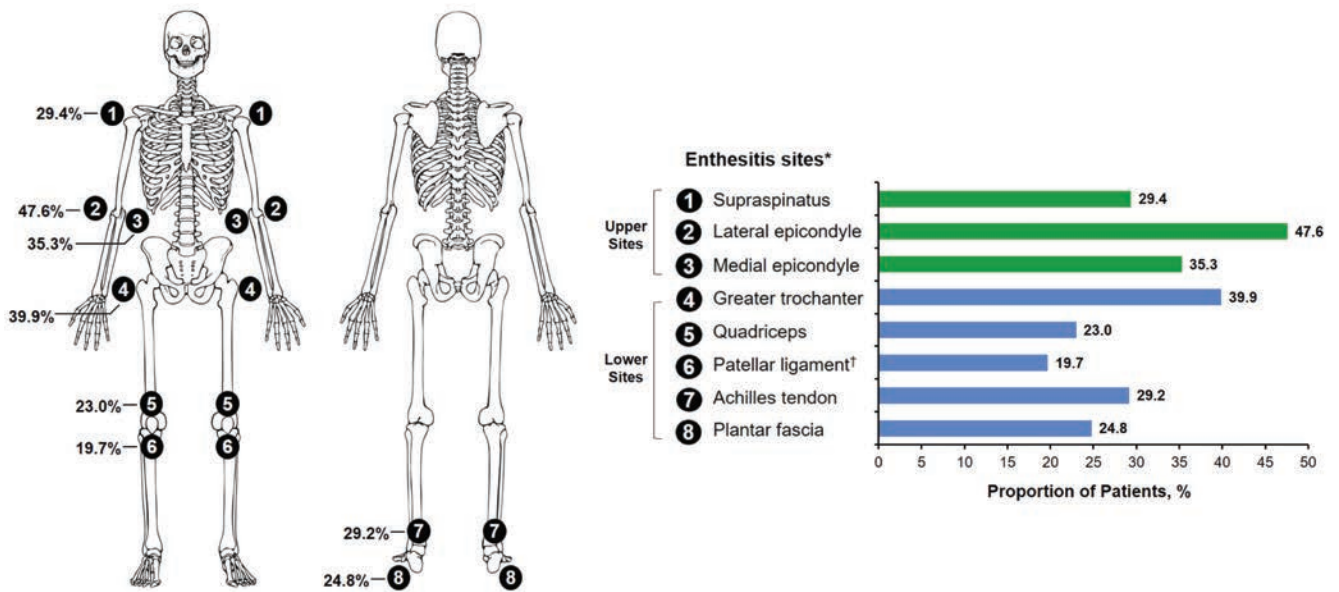 29.4%
1
1
47.6%
2
3
3
2
35.3%
4
4
39.9%
23.0%
5
5
19.7%
6
6
29.2%
7
7
24.8%
8
8
Enthesitis sites*
Upper
Sites
1 Supraspinatus 29.4
2 Lateral epicondyle 47.6
3 Medial epicondyle 35.3
Lower
Sites
4 Greater trochanter 39.9
5 Quadriceps 23.0
6 Patellar ligament† 19.7
7 Achilles tendon 29.2
8 Plantar fascia 24.8
0 5 10 15 20 25 30 35 40 45 50
Proportion of Patients, %